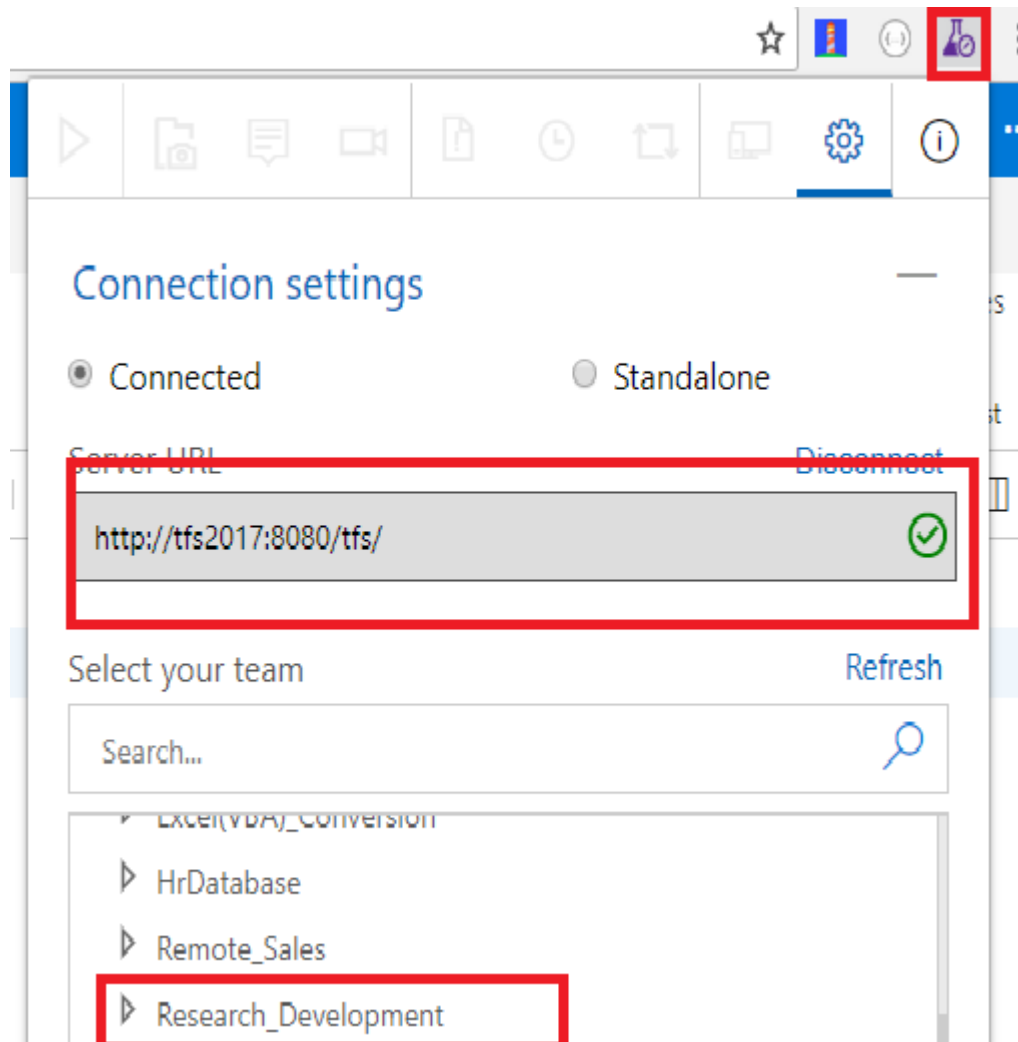 Connection settings
Connected
Standalone
Server URL
Disconnect
http://tfs2017:8080/tfs/
Select your team
Refresh
Search...
Excel(VBA)_Conversion
HrDatabase
Remote_Sales
Research_Development